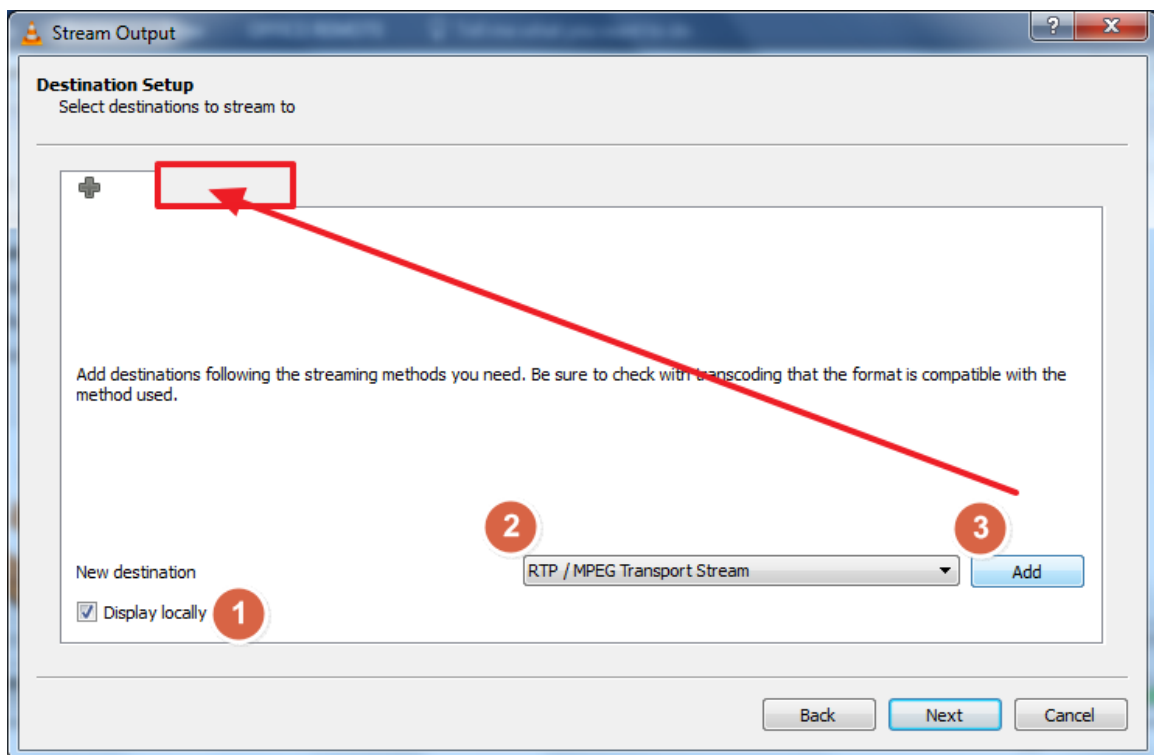 Stream Output
Destination Setup
Select destinations to stream to
Add destinations following the streaming methods you need. Be sure to check with transcoding that the format is compatible with the
method used.
2
3
New destination
RTP / MPEG Transport Stream
Add
Display locally
1
Back
Next
Cancel